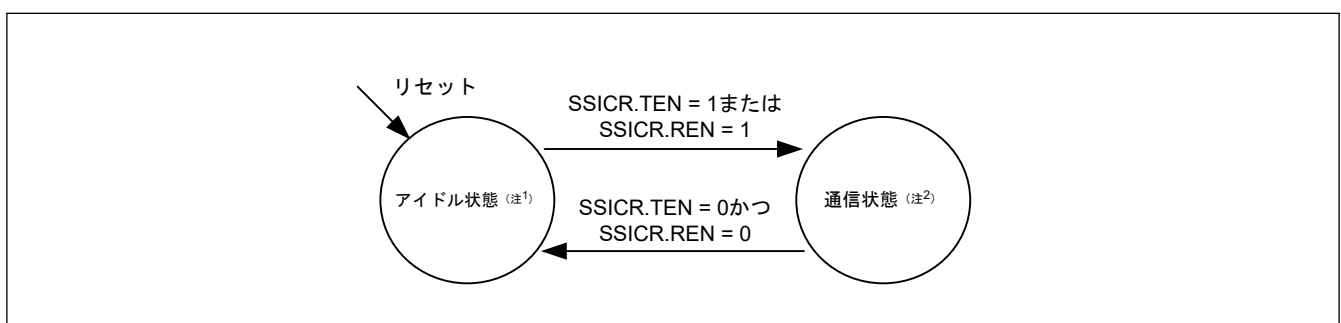 リセット
SSICR.TEN = 1または
SSICR.REN = 1
アイドル状態（注1）
通信状態（注2）
SSICR.TEN = 0かつ
SSICR.REN = 0